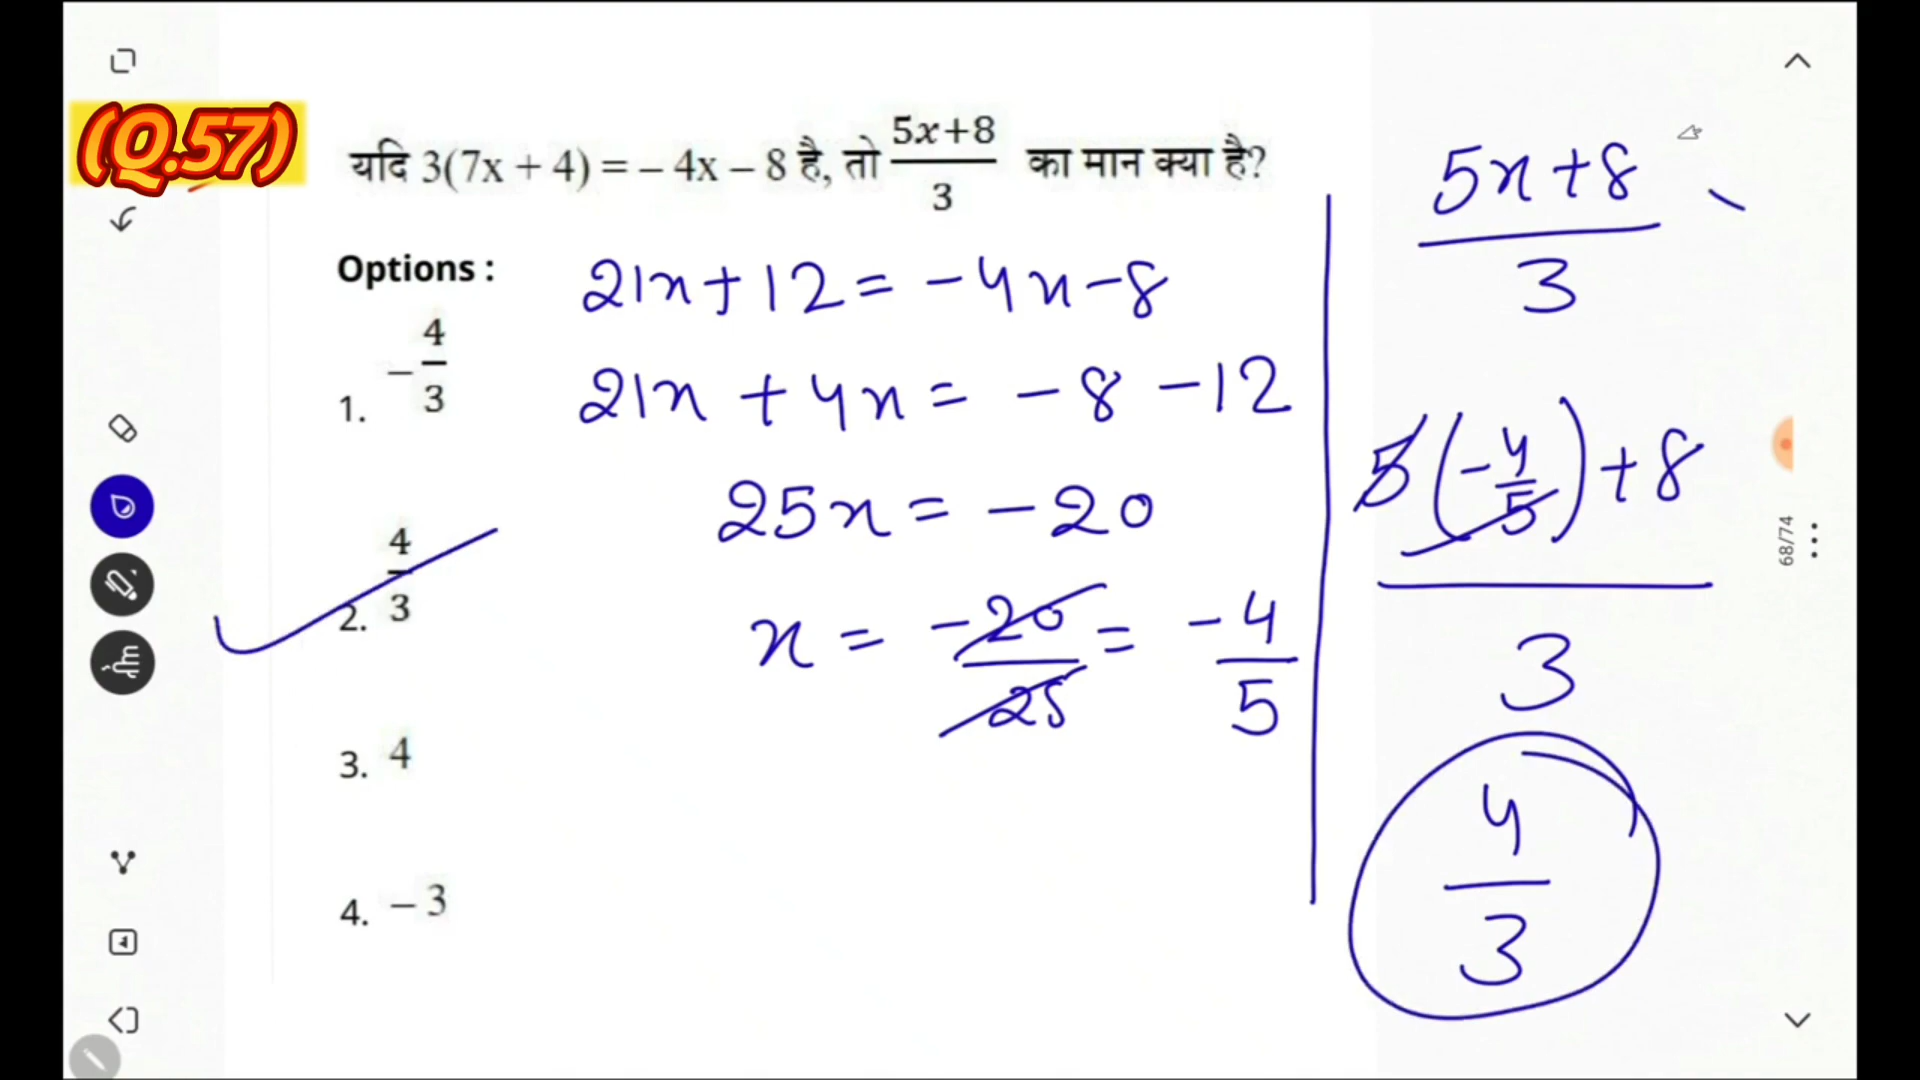 (Q.57)
यदि 3(7x + 4) = – 4x – 8 है, तो (5x+8)/3 का मान क्या है?
Options :
1. –4/3
2. 4/3
3. 4
4. – 3
21x+12 = -4x-8
21x + 4x = -8 -12
25x = -20
x = -20/25 = -4/5
5x+8
3
5(-4/5)+8
3
4
3
68/74